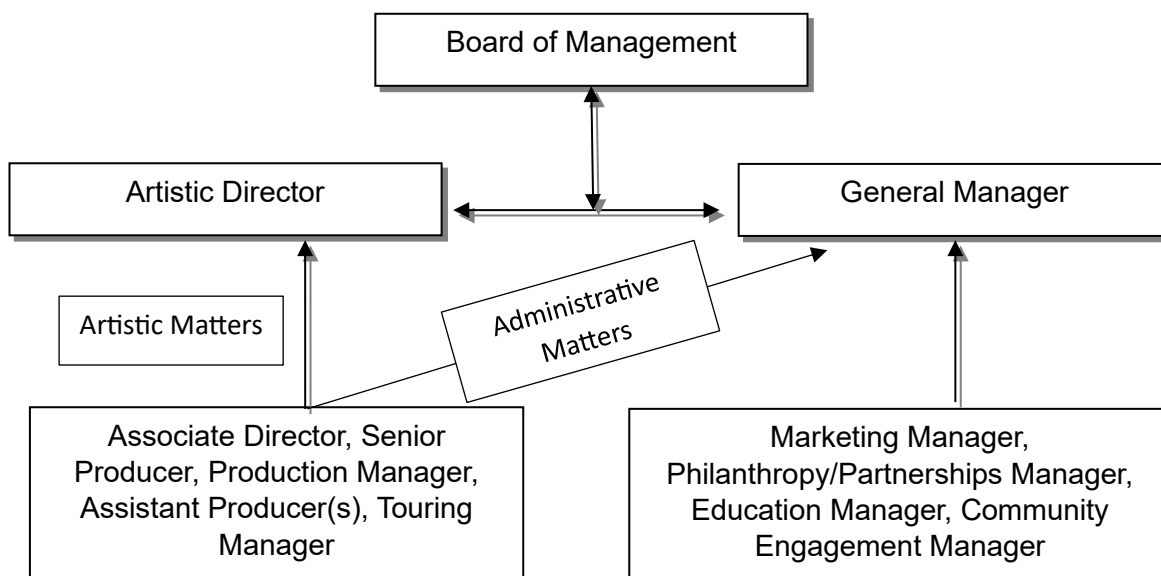 Board of Management
Artistic Director
General Manager
Artistic Matters
Administrative
Matters
Associate Director, Senior
Producer, Production Manager,
Assistant Producer(s), Touring
Manager
Marketing Manager,
Philanthropy/Partnerships Manager,
Education Manager, Community
Engagement Manager